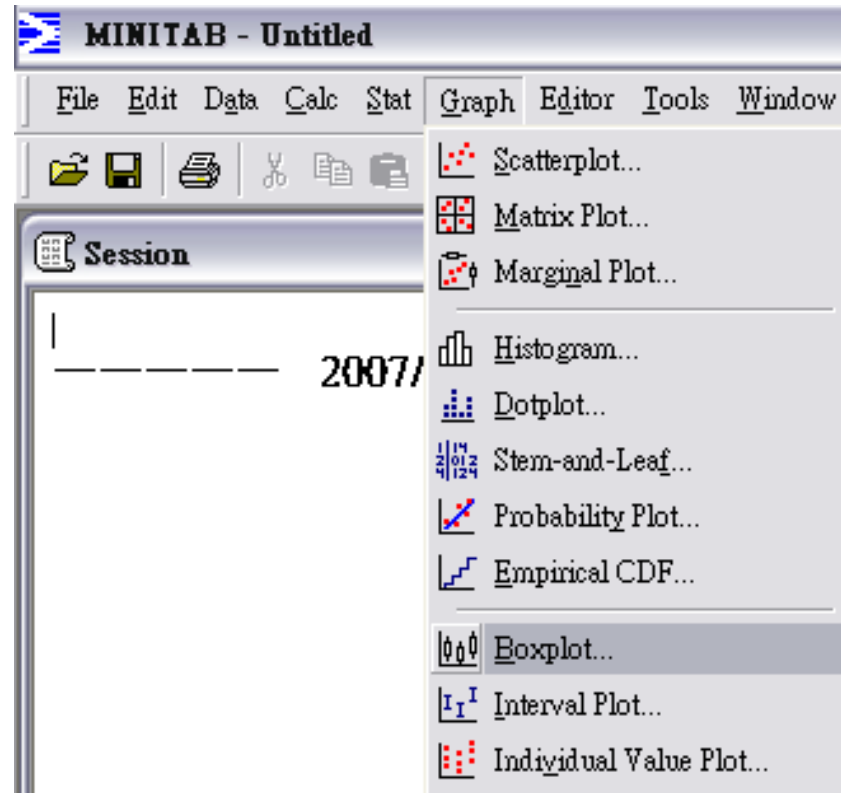 MINITAB - Untitled
File Edit Data Calc Stat Graph Editor Tools Window
Scatterplot...
Matrix Plot...
Marginal Plot...
Session
Histogram...
————— 2007/
Dotplot...
Stem-and-Leaf...
Probability Plot...
Empirical CDF...
Boxplot...
Interval Plot...
Individual Value Plot...